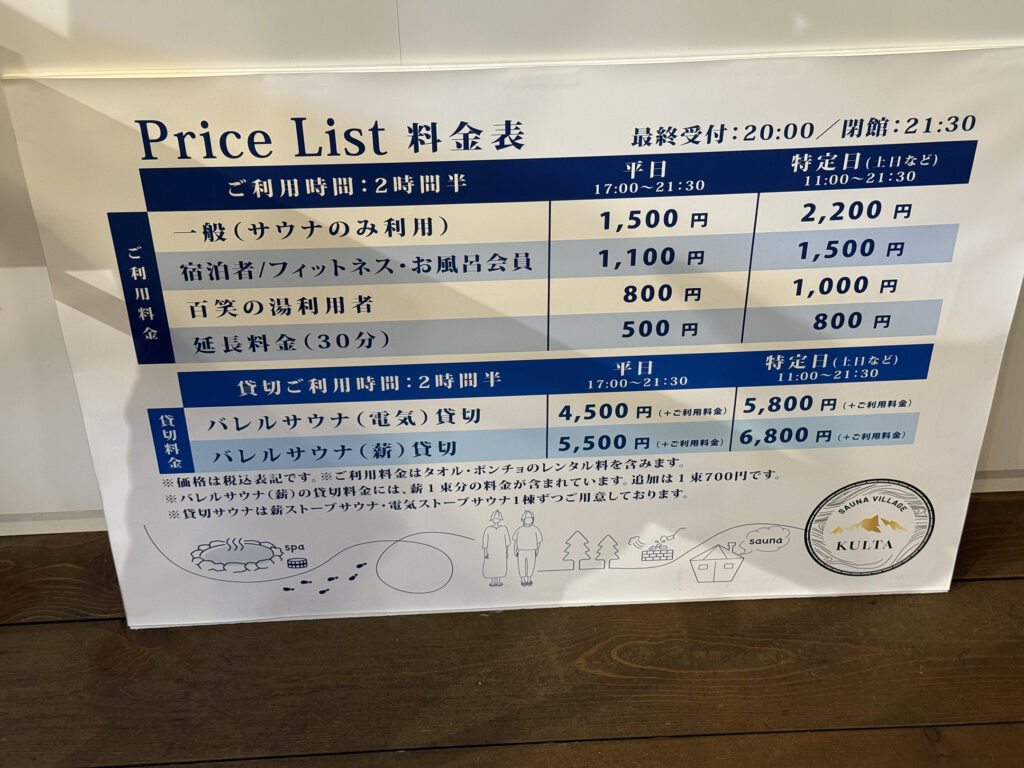 Price List 料金表
最終受付：20:00／閉館：21:30
ご利用時間：2時間半 平日 17:00～21:30 特定日(土日など) 11:00～21:30
ご利用料金
一般(サウナのみ利用) 1,500 円 2,200 円
宿泊者/フィットネス・お風呂会員 1,100 円 1,500 円
百笑の湯利用者 800 円 1,000 円
延長料金(30分) 500 円 800 円
貸切ご利用時間：2時間半 平日 17:00～21:30 特定日(土日など) 11:00～21:30
貸切料金
バレルサウナ(電気)貸切 4,500 円 (+ご利用料金) 5,800 円 (+ご利用料金)
バレルサウナ(薪)貸切 5,500 円 (+ご利用料金) 6,800 円 (+ご利用料金)
※価格は税込表記です。※ご利用料金はタオル・ポンチョのレンタル料を含みます。
※バレルサウナ(薪)の貸切料金には、薪1束分の料金が含まれています。追加は1束700円です。
※貸切サウナは薪ストーブサウナ・電気ストーブサウナ1棟ずつご用意しております。
spa
sauna
SAUNA VILLAGE
KULTA